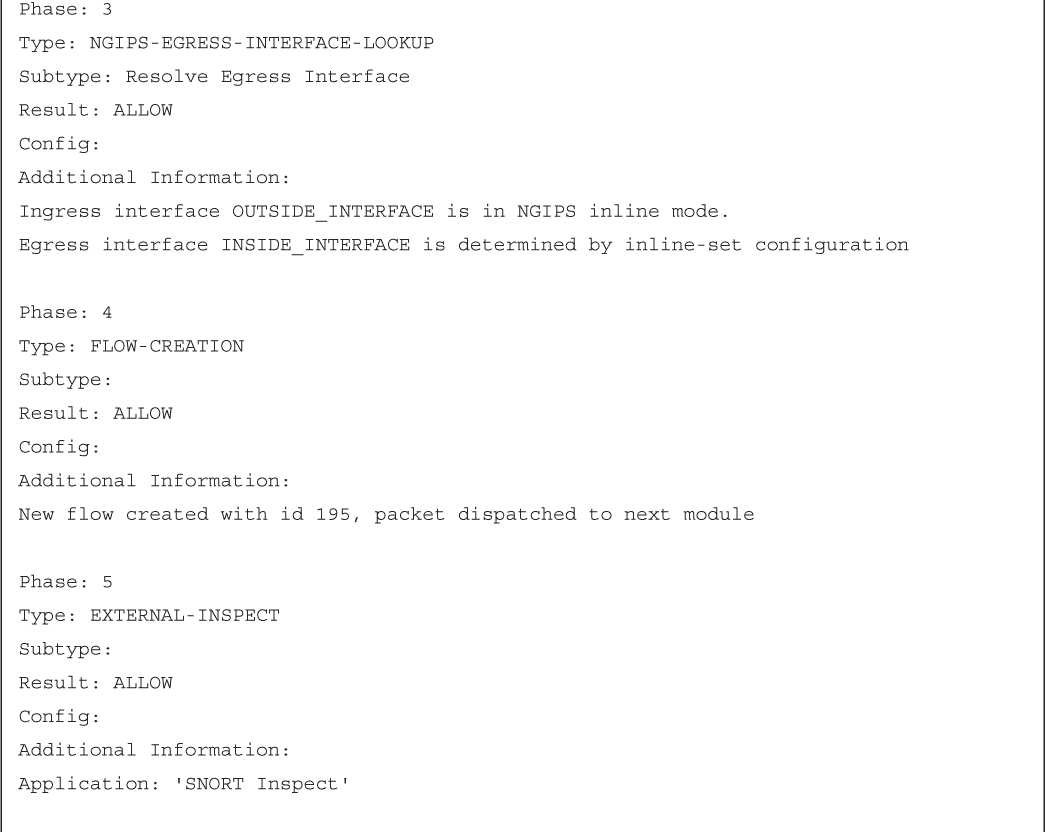 Phase: 3
Type: NGIPS-EGRESS-INTERFACE-LOOKUP
Subtype: Resolve Egress Interface
Result: ALLOW
Config:
Additional Information:
Ingress interface OUTSIDE_INTERFACE is in NGIPS inline mode.
Egress interface INSIDE_INTERFACE is determined by inline-set configuration
Phase: 4
Type: FLOW-CREATION
Subtype:
Result: ALLOW
Config:
Additional Information:
New flow created with id 195, packet dispatched to next module
Phase: 5
Type: EXTERNAL-INSPECT
Subtype:
Result: ALLOW
Config:
Additional Information:
Application: 'SNORT Inspect'